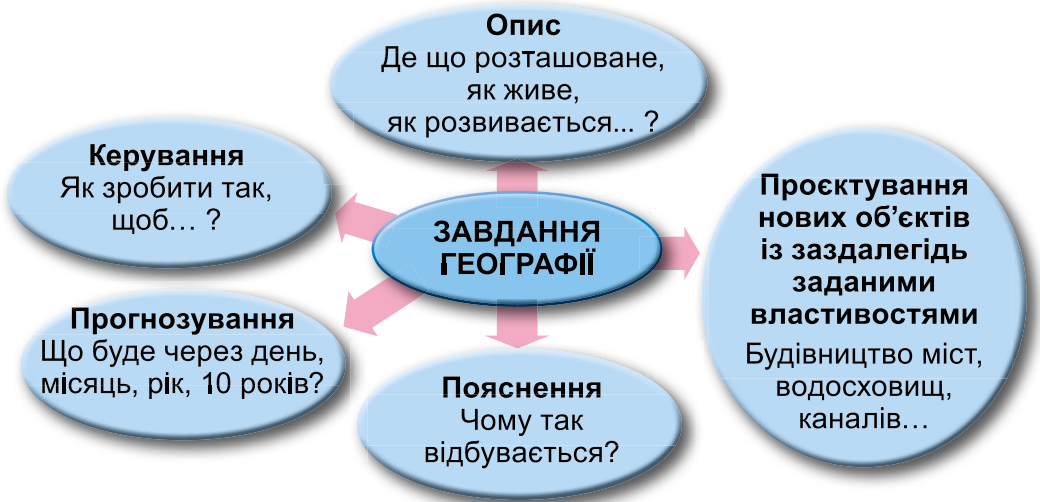 Опис
Де що розташоване,
як живе,
як розвивається... ?
Керування
Як зробити так,
щоб... ?
ЗАВДАННЯ
ГЕОГРАФІЇ
Проєктування
нових об’єктів
із заздалегідь
заданими
властивостями
Будівництво міст,
водосховищ,
каналів...
Прогнозування
Що буде через день,
місяць, рік, 10 років?
Пояснення
Чому так
відбувається?